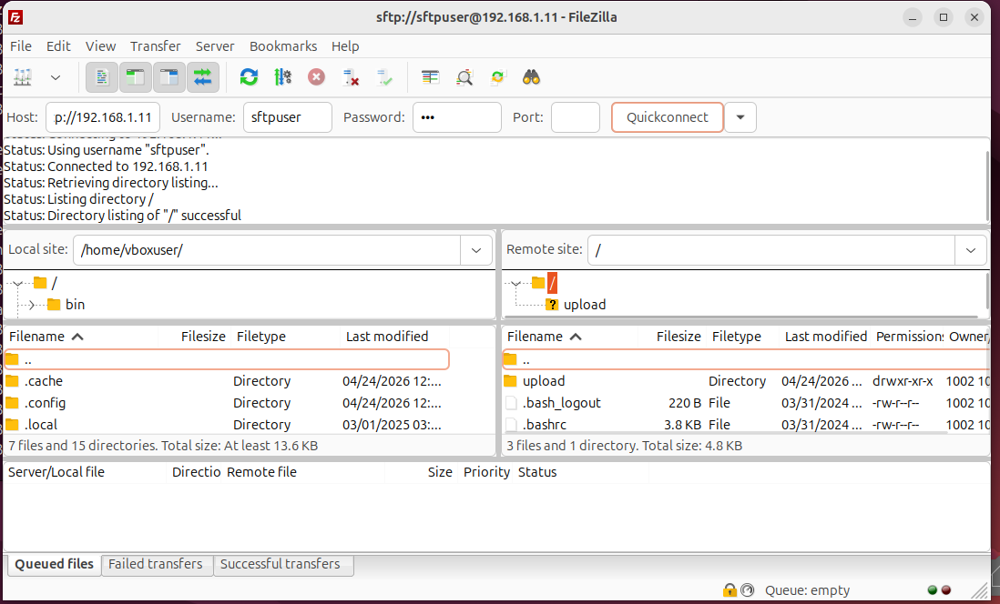 sftp://sftpuser@192.168.1.11 - FileZilla
File Edit View Transfer Server Bookmarks Help
Host: p://192.168.1.11 Username: sftpuser Password: ••• Port: Quickconnect
Status: Using username "sftpuser".
Status: Connected to 192.168.1.11
Status: Retrieving directory listing...
Status: Listing directory /
Status: Directory listing of "/" successful
Local site: /home/vboxuser/ Remote site: /
/ /
bin ? upload
Filename Filesize Filetype Last modified Filename Filesize Filetype Last modified Permissions Owner/
.. ..
.cache Directory 04/24/2026 12:... upload Directory 04/24/2026 ... drwxr-xr-x 1002 10
.config Directory 04/24/2026 12:... .bash_logout 220 B File 03/31/2024 ... -rw-r--r-- 1002 10
.local Directory 03/01/2025 03:... .bashrc 3.8 KB File 03/31/2024 ... -rw-r--r-- 1002 10
7 files and 15 directories. Total size: At least 13.6 KB 3 files and 1 directory. Total size: 4.8 KB
Server/Local file Directio Remote file Size Priority Status
Queued files Failed transfers Successful transfers
Queue: empty